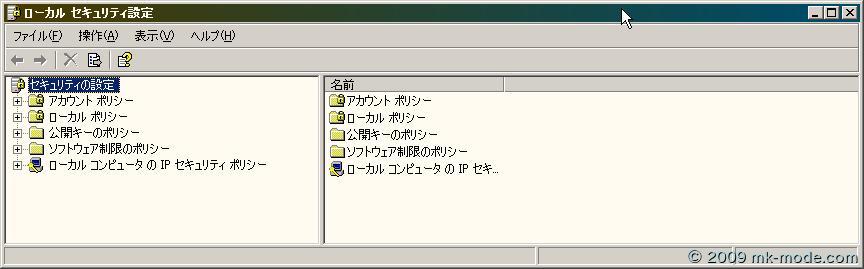 ローカル セキュリティ設定
ファイル(F) 操作(A) 表示(V) ヘルプ(H)
セキュリティの設定
アカウント ポリシー
ローカル ポリシー
公開キーのポリシー
ソフトウェア制限のポリシー
ローカル コンピュータ の IP セキュリティ ポリシー
名前
アカウント ポリシー
ローカル ポリシー
公開キーのポリシー
ソフトウェア制限のポリシー
ローカル コンピュータ の IP セキ...
© 2009 mk-mode.com